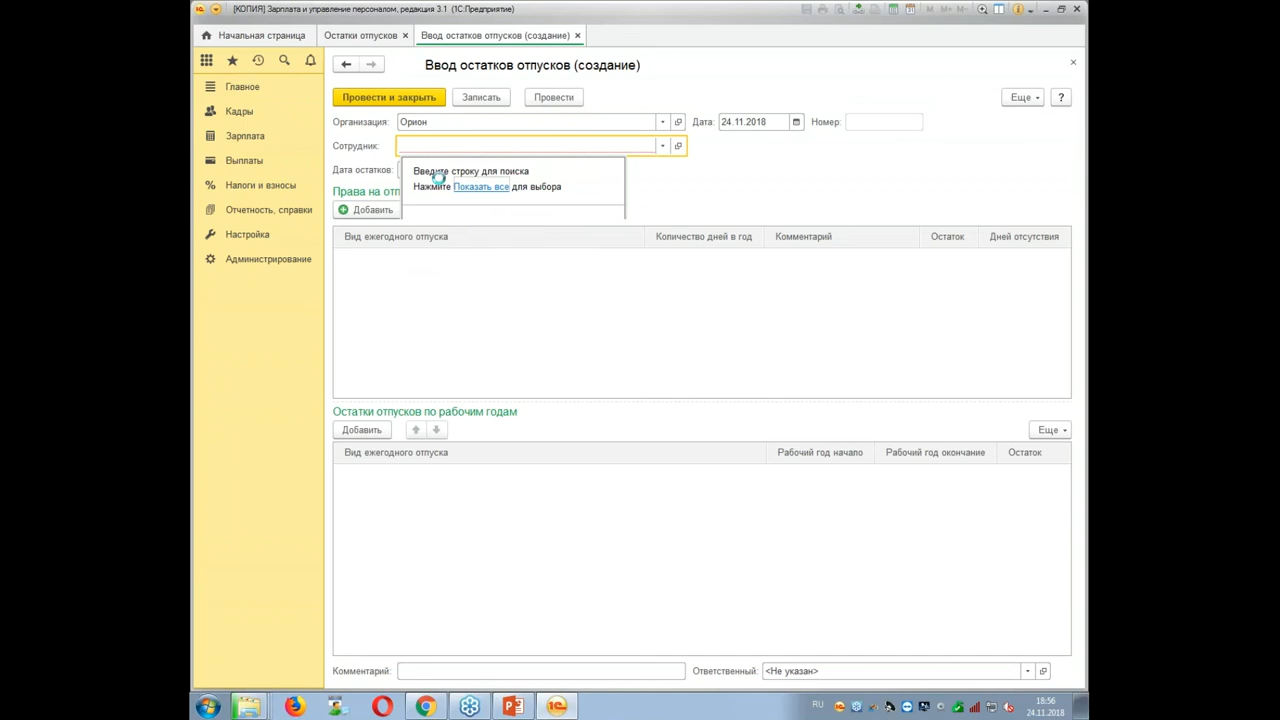 [КОПИЯ] Зарплата и управление персоналом, редакция 3.1 (1С:Предприятие)
M M+ M-
Начальная страница Остатки отпусков × Ввод остатков отпусков (создание) ×
Ввод остатков отпусков (создание)
Главное
Кадры
Зарплата
Выплаты
Налоги и взносы
Отчетность, справки
Настройка
Администрирование
Провести и закрыть Записать Провести Еще ?
Организация: Орион Дата: 24.11.2018 Номер:
Сотрудник:
Введите строку для поиска
Нажмите Показать все для выбора
Дата остатков:
Права на отп
Добавить
Вид ежегодного отпуска Количество дней в год Комментарий Остаток Дней отсутствия
Остатки отпусков по рабочим годам
Добавить Еще
Вид ежегодного отпуска Рабочий год начало Рабочий год окончание Остаток
Комментарий: Ответственный: <Не указан>
RU 18:56
24.11.2018